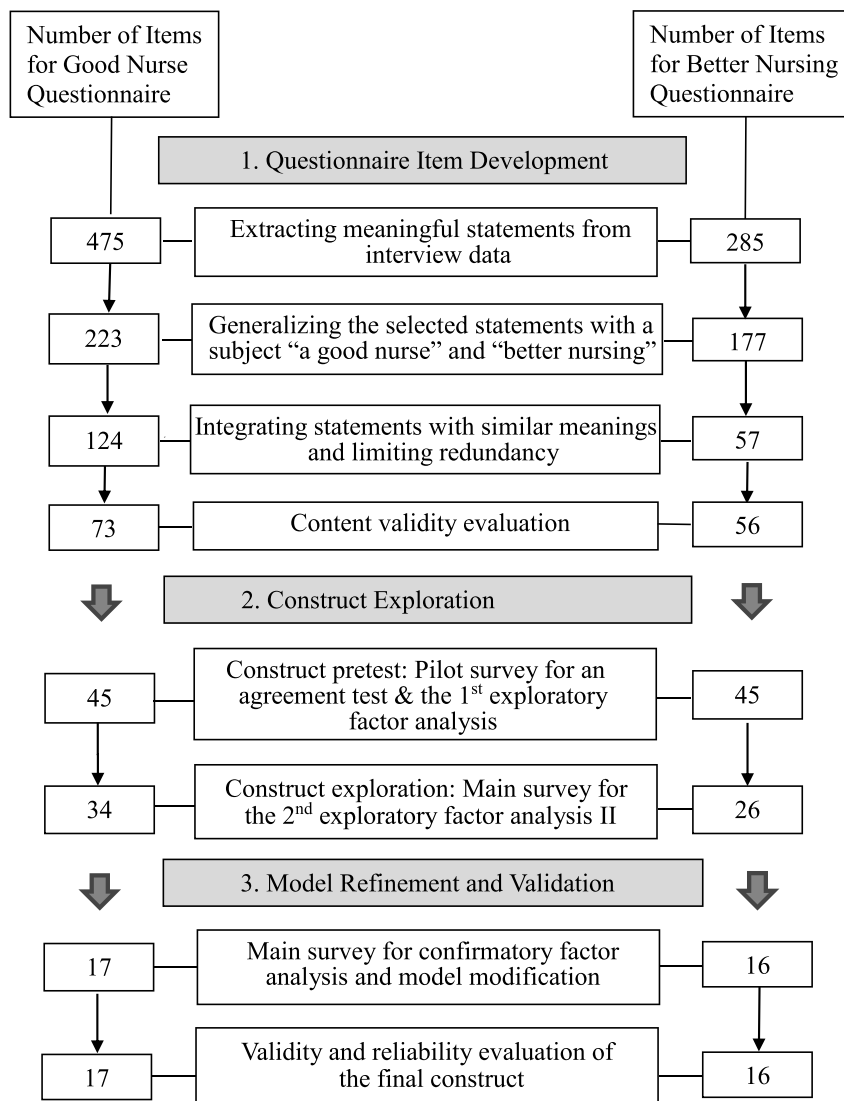 Number of Items
for Good Nurse
Questionnaire
Number of Items
for Better Nursing
Questionnaire
1. Questionnaire Item Development
475
Extracting meaningful statements from
interview data
285
223
Generalizing the selected statements with a
subject “a good nurse” and “better nursing”
177
124
Integrating statements with similar meanings
and limiting redundancy
57
73
Content validity evaluation
56
2. Construct Exploration
45
Construct pretest: Pilot survey for an
agreement test & the 1st exploratory
factor analysis
45
34
Construct exploration: Main survey for
the 2nd exploratory factor analysis II
26
3. Model Refinement and Validation
17
Main survey for confirmatory factor
analysis and model modification
16
17
Validity and reliability evaluation of
the final construct
16